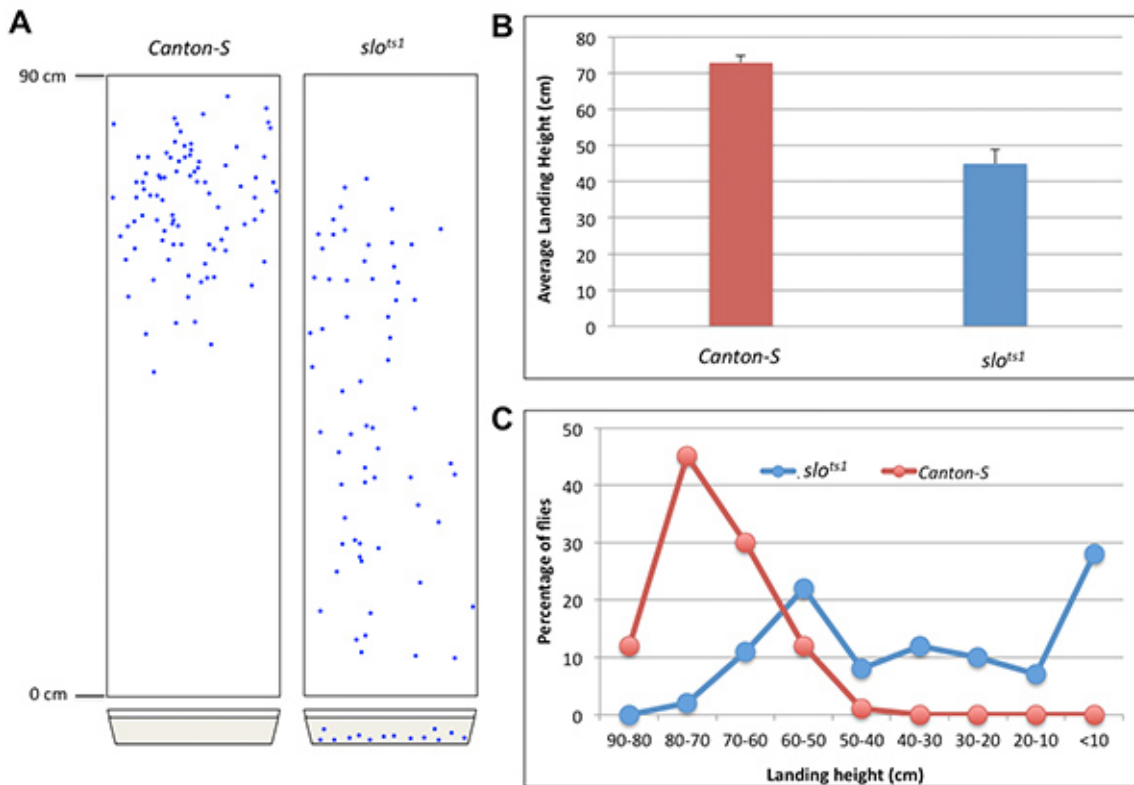 A
Canton-S
slo^ts1
90 cm
0 cm
B
Average Landing Height (cm)
80
70
60
50
40
30
20
10
0
Canton-S
slo^ts1
C
Percentage of flies
50
40
30
20
10
0
slo^ts1
Canton-S
90-80 80-70 70-60 60-50 50-40 40-30 30-20 20-10 <10
Landing height (cm)